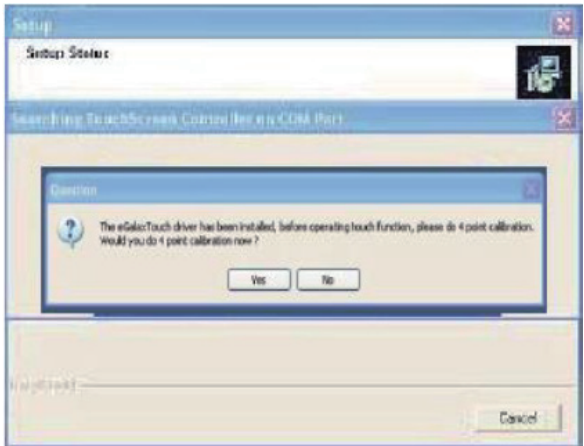 Setup
Setup Status
Searching TouchScreen Controller on COM Port
Question
The eGalaxTouch driver has been installed, before operating touch function, please do 4 point calibration.
Would you do 4 point calibration now ?
Yes
No
Cancel